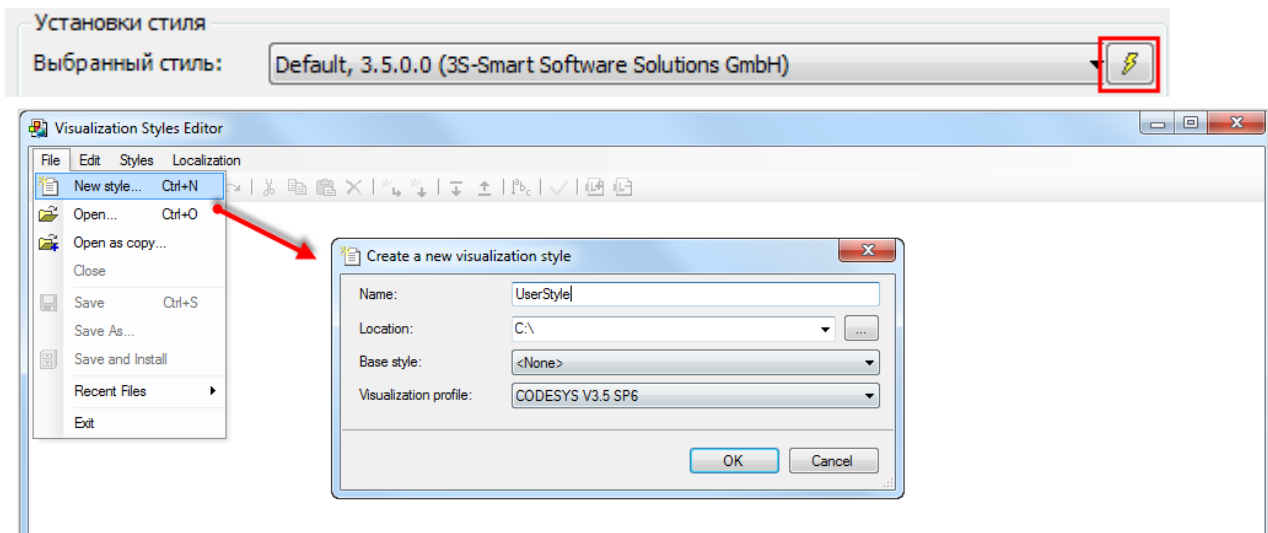 Установки стиля
Выбранный стиль: Default, 3.5.0.0 (3S-Smart Software Solutions GmbH)
Visualization Styles Editor
File Edit Styles Localization
New style... Ctrl+N
Open... Ctrl+O
Open as copy...
Close
Save Ctrl+S
Save As...
Save and Install
Recent Files
Exit
Create a new visualization style
Name: UserStyle
Location: C:\ ...
Base style: <None>
Visualization profile: CODESYS V3.5 SP6
OK Cancel